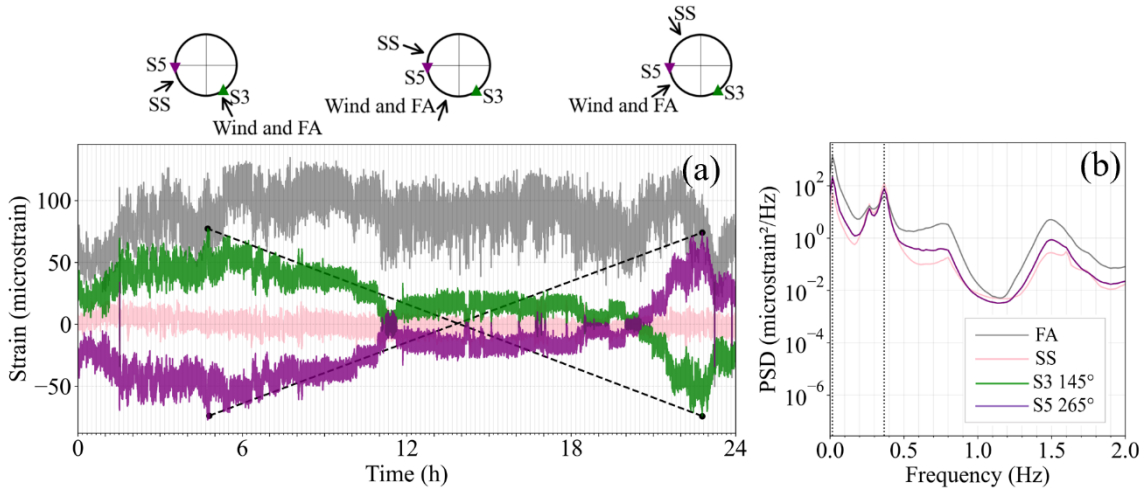 SS
SS
S5
SS
S3
Wind and FA
S5
Wind and FA
S3
S5
Wind and FA
S3
(a)
Strain (microstrain)
100
50
0
−50
0
6
12
18
24
Time (h)
(b)
PSD (microstrain²/Hz)
10²
10⁰
10⁻²
10⁻⁴
10⁻⁶
FA
SS
S3 145°
S5 265°
0.0
0.5
1.0
1.5
2.0
Frequency (Hz)